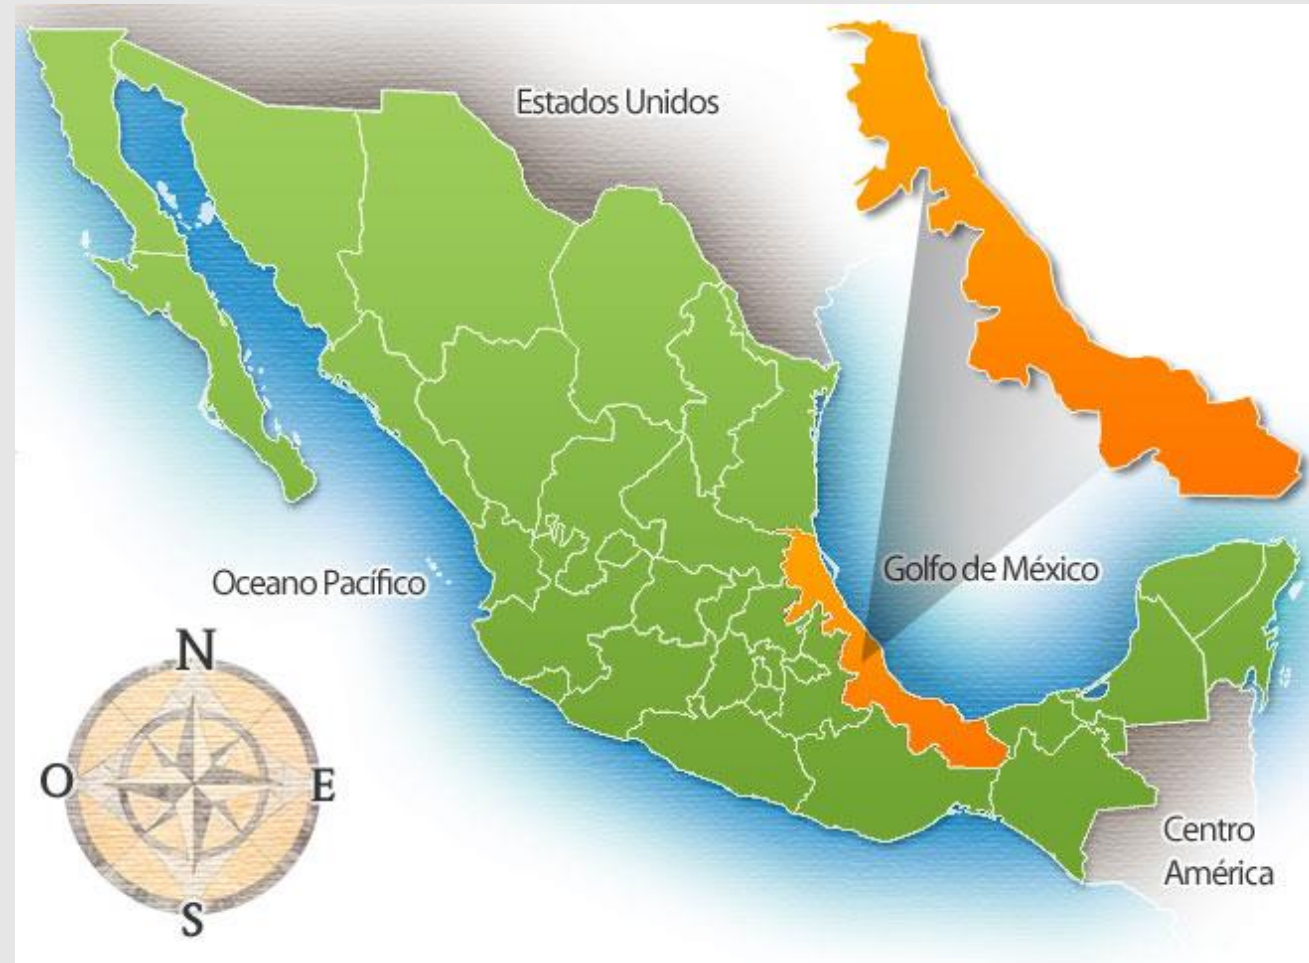 Estados Unidos
Golfo de México
Oceano Pacífico
N
O
E
S
Centro
América